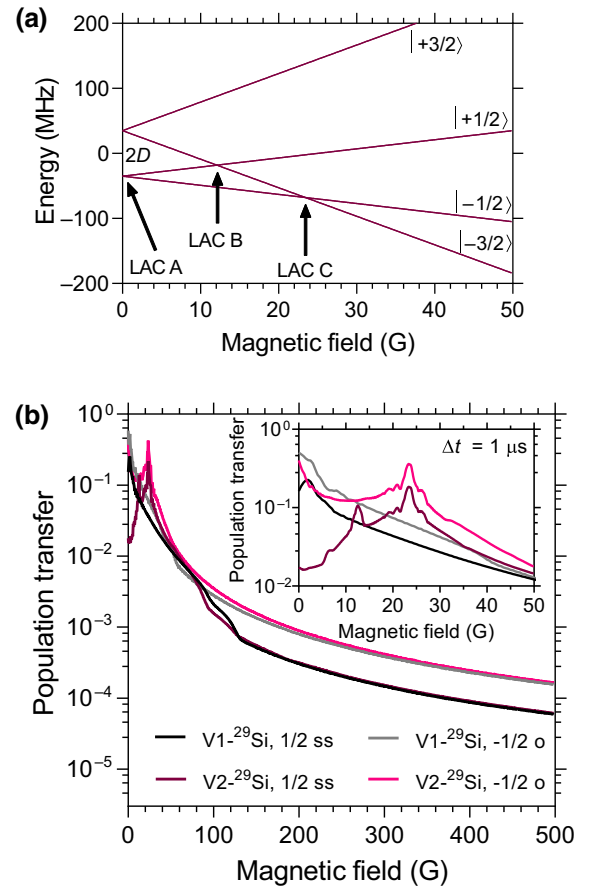 (a)
200
100
0
−100
−200
Energy (MHz)
2D
|+3/2⟩
|+1/2⟩
|−1/2⟩
|−3/2⟩
LAC A
LAC B
LAC C
0 10 20 30 40 50
Magnetic field (G)
(b)
10⁰
10⁻¹
10⁻²
10⁻³
10⁻⁴
10⁻⁵
Population transfer
10⁰
10⁻¹
10⁻²
Population transfer
Δt = 1 μs
0 10 20 30 40 50
Magnetic field (G)
V1-²⁹Si, 1/2 ss
V1-²⁹Si, -1/2 o
V2-²⁹Si, 1/2 ss
V2-²⁹Si, -1/2 o
0 100 200 300 400 500
Magnetic field (G)